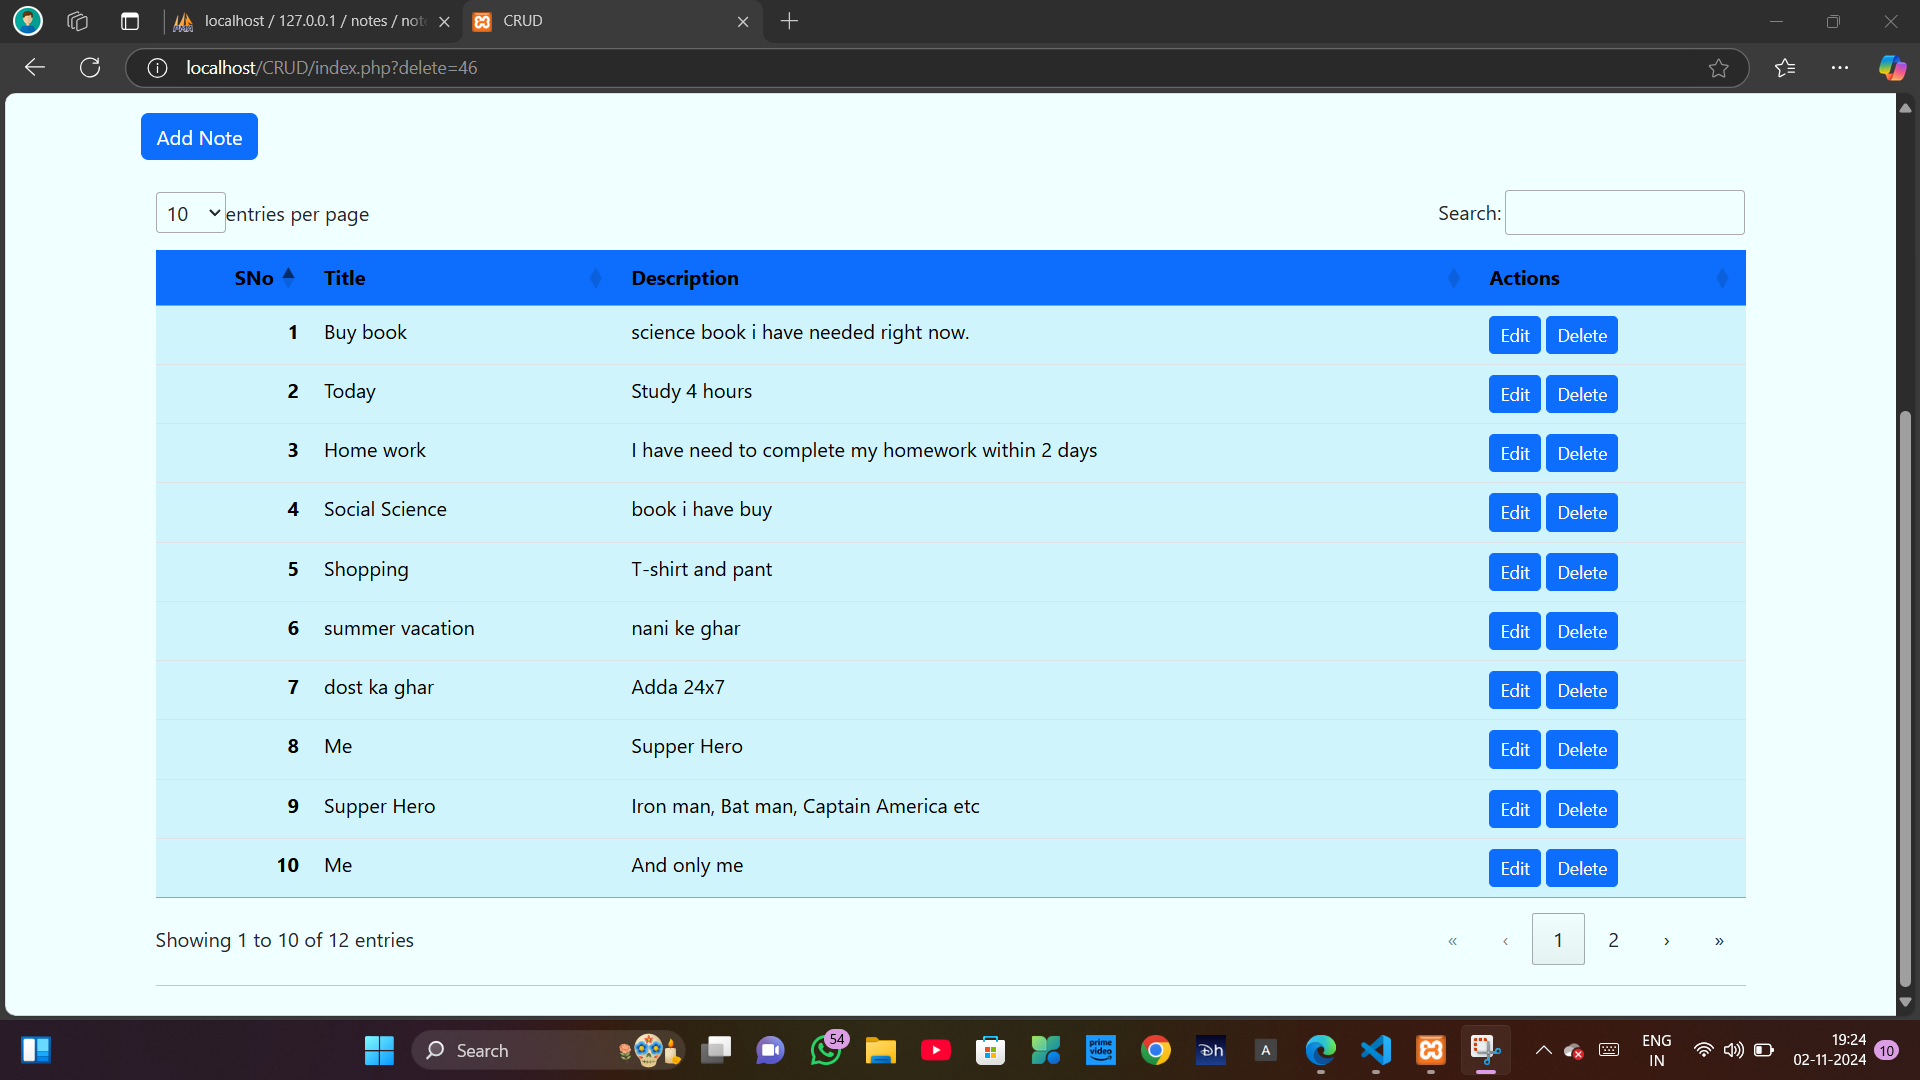 localhost / 127.0.0.1 / notes / not
CRUD
localhost/CRUD/index.php?delete=46
Add Note
10 entries per page
Search:
SNo Title Description Actions
1 Buy book science book i have needed right now. Edit Delete
2 Today Study 4 hours Edit Delete
3 Home work I have need to complete my homework within 2 days Edit Delete
4 Social Science book i have buy Edit Delete
5 Shopping T-shirt and pant Edit Delete
6 summer vacation nani ke ghar Edit Delete
7 dost ka ghar Adda 24x7 Edit Delete
8 Me Supper Hero Edit Delete
9 Supper Hero Iron man, Bat man, Captain America etc Edit Delete
10 Me And only me Edit Delete
Showing 1 to 10 of 12 entries
« ‹ 1 2 › »
Search
54
prime video
Dh
A
ENG
IN
19:24
02-11-2024
10